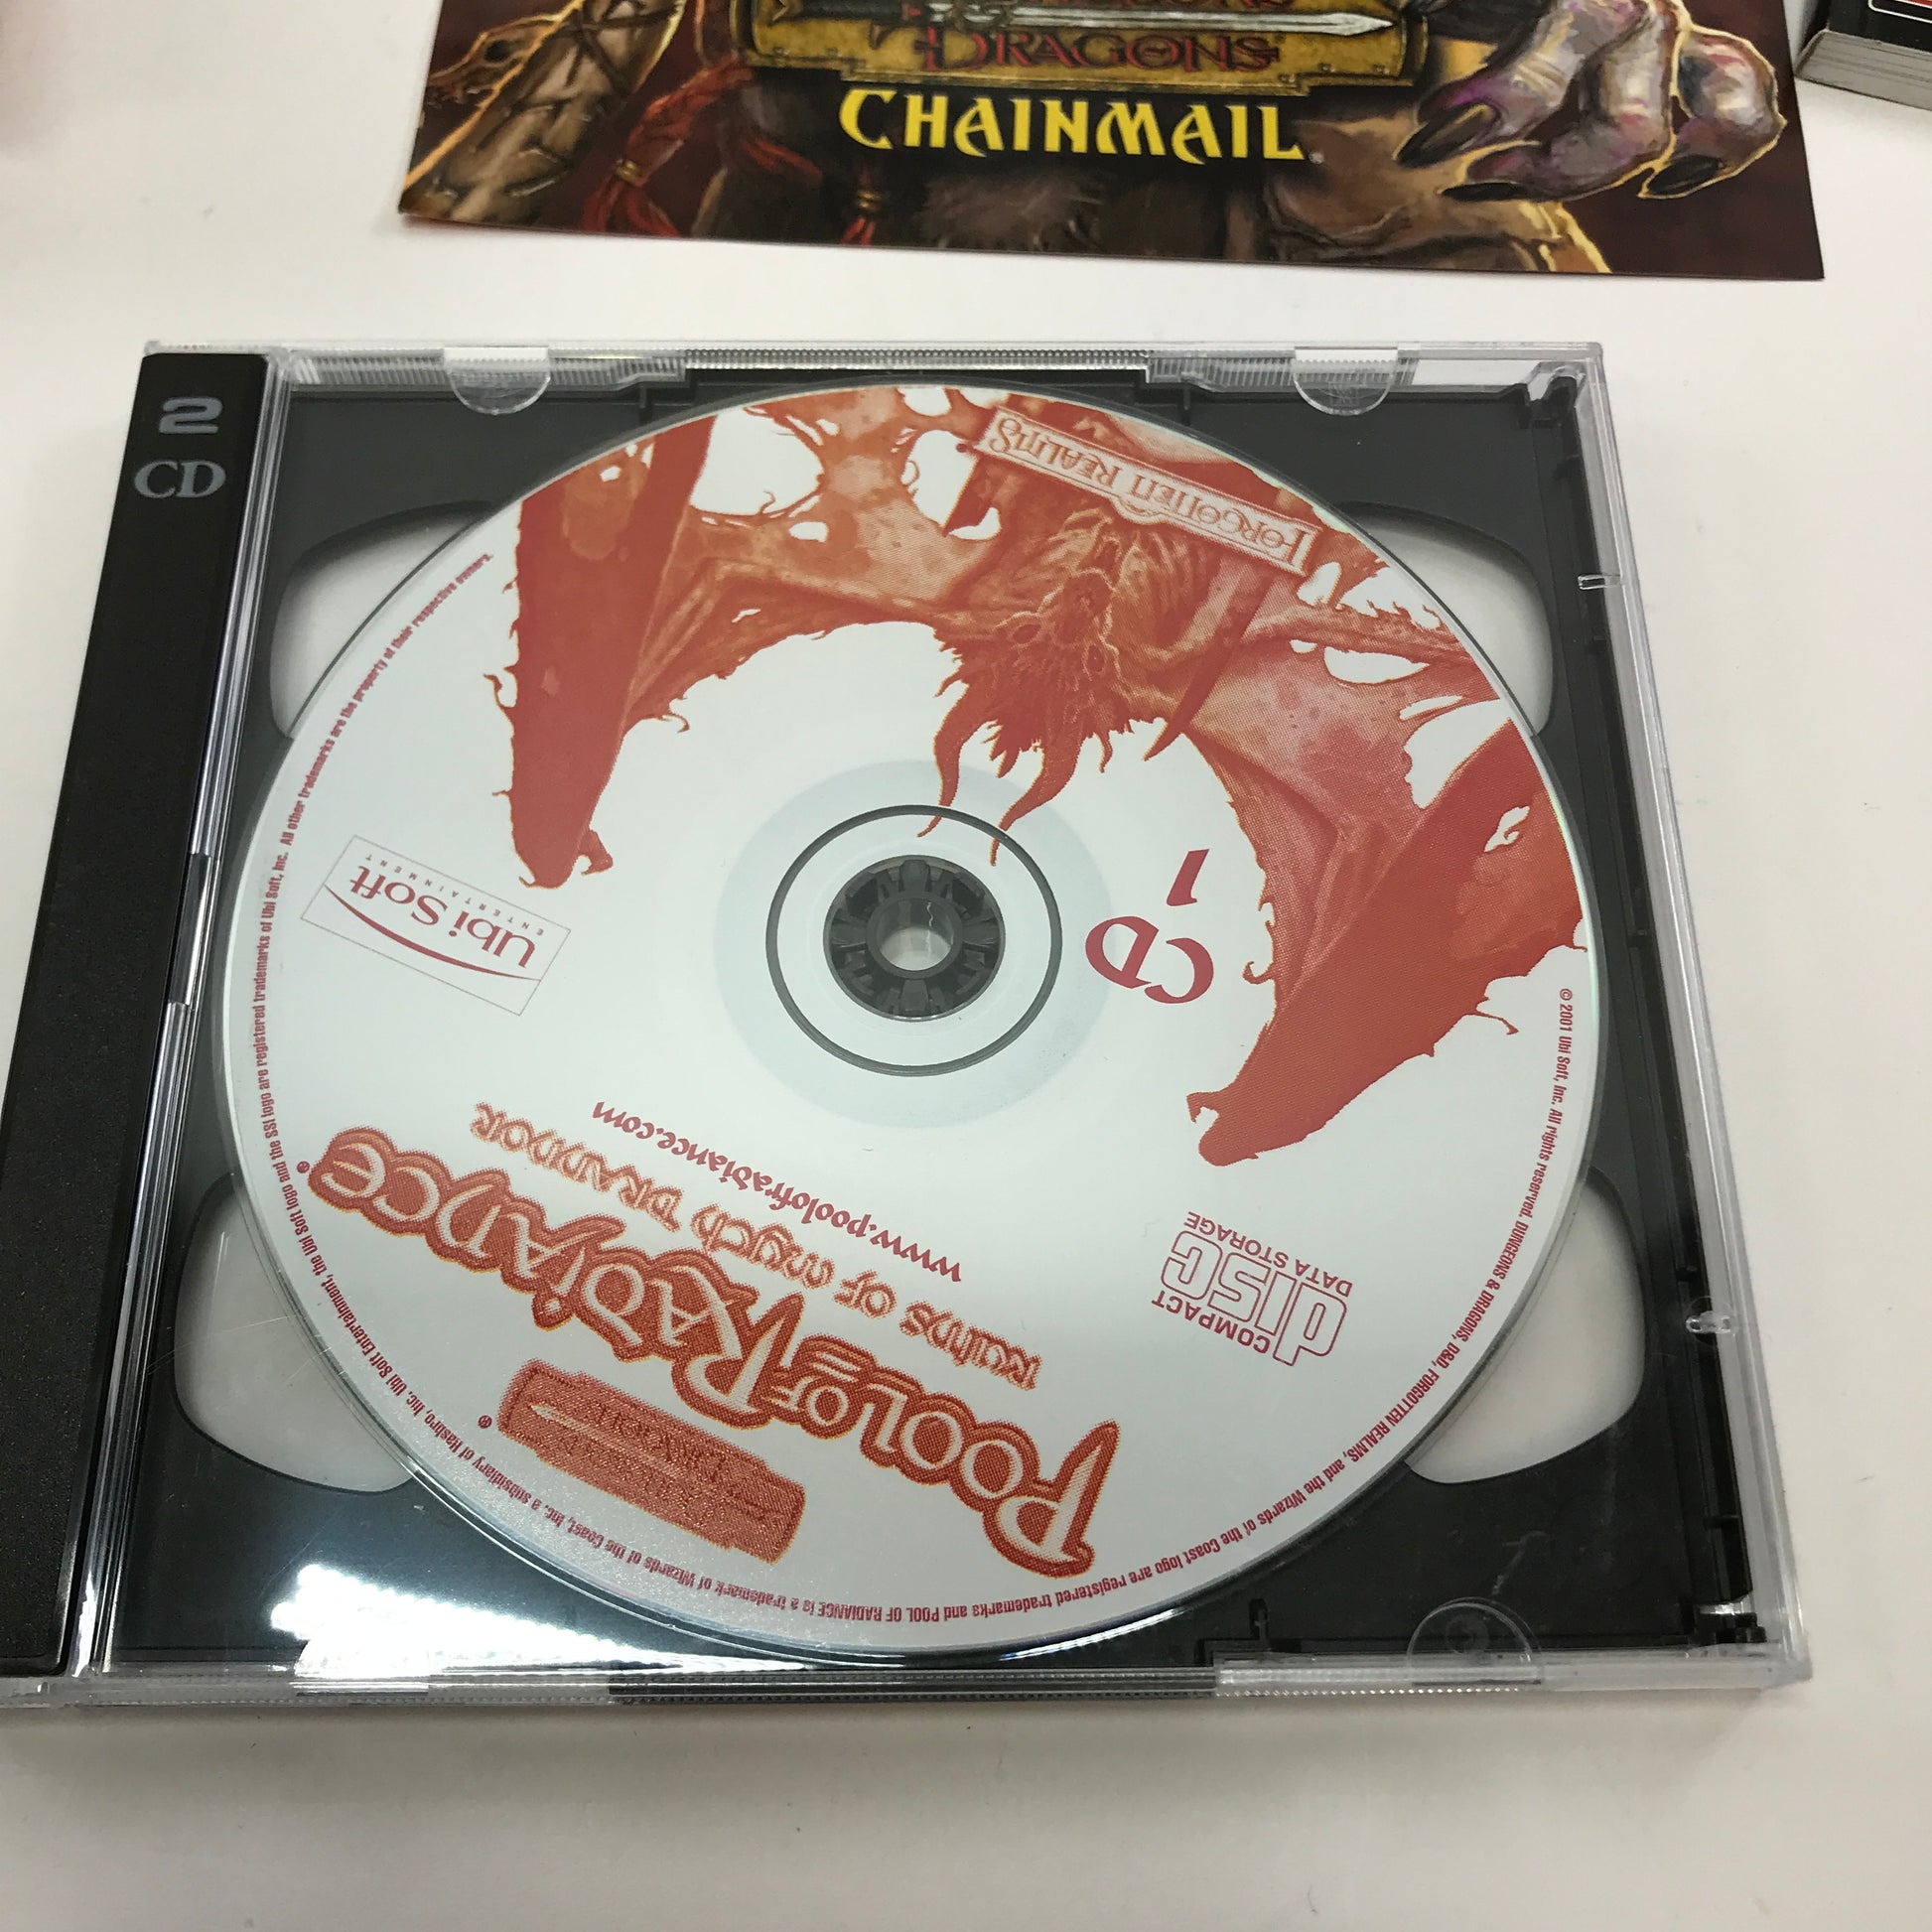 DRAGONS
CHAINMAIL
2
CD
FORGOTTEN REALMS
CD
1
Ubi Soft
ENTERTAINMENT
www.poolofradiance.com
RUINS OF MYTH DRANNOR
POOL OF RADIANCE
DUNGEONS & DRAGONS
COMPACT
disc
DATA STORAGE
© 2001 Ubi Soft, Inc. All rights reserved. DUNGEONS & DRAGONS, D&D, FORGOTTEN REALMS, and the Wizards of the Coast logo are registered trademarks and POOL OF RADIANCE is a trademark of Wizards of the Coast, Inc. a subsidiary of Hasbro, Inc. Ubi Soft Entertainment, the Ubi Soft logo and the SSI logo are registered trademarks of Ubi Soft, Inc. All other trademarks are the property of their respective owners.